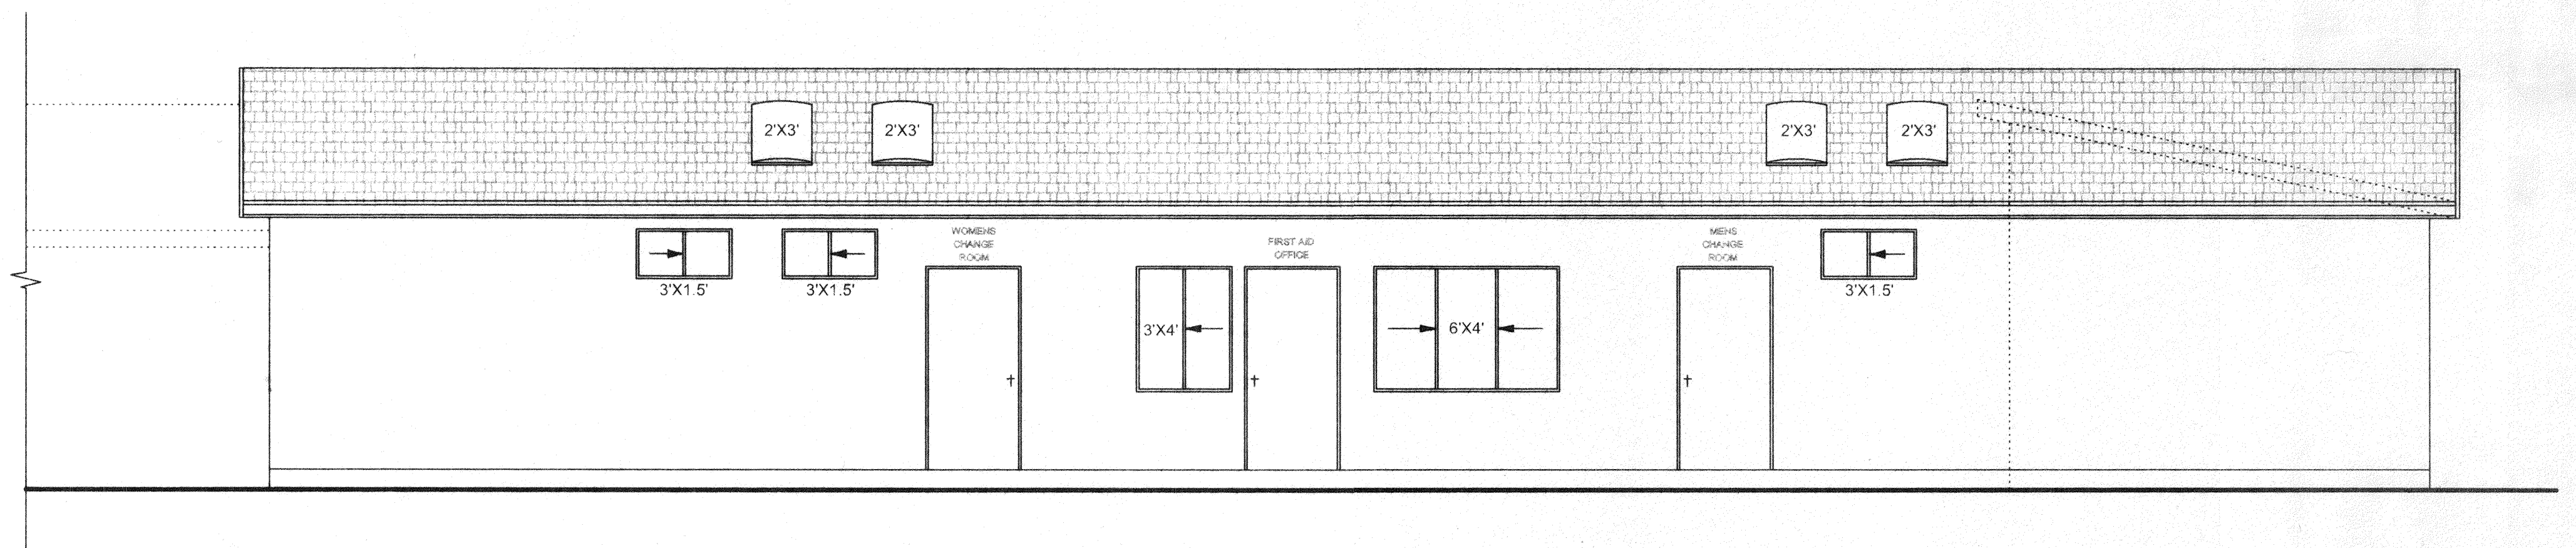 2'X3'
2'X3'
2'X3'
2'X3'
WOMENS
CHANGE
ROOM
FIRST AID
OFFICE
MENS
CHANGE
ROOM
3'X1.5'
3'X1.5'
3'X1.5'
3'X4'
6'X4'